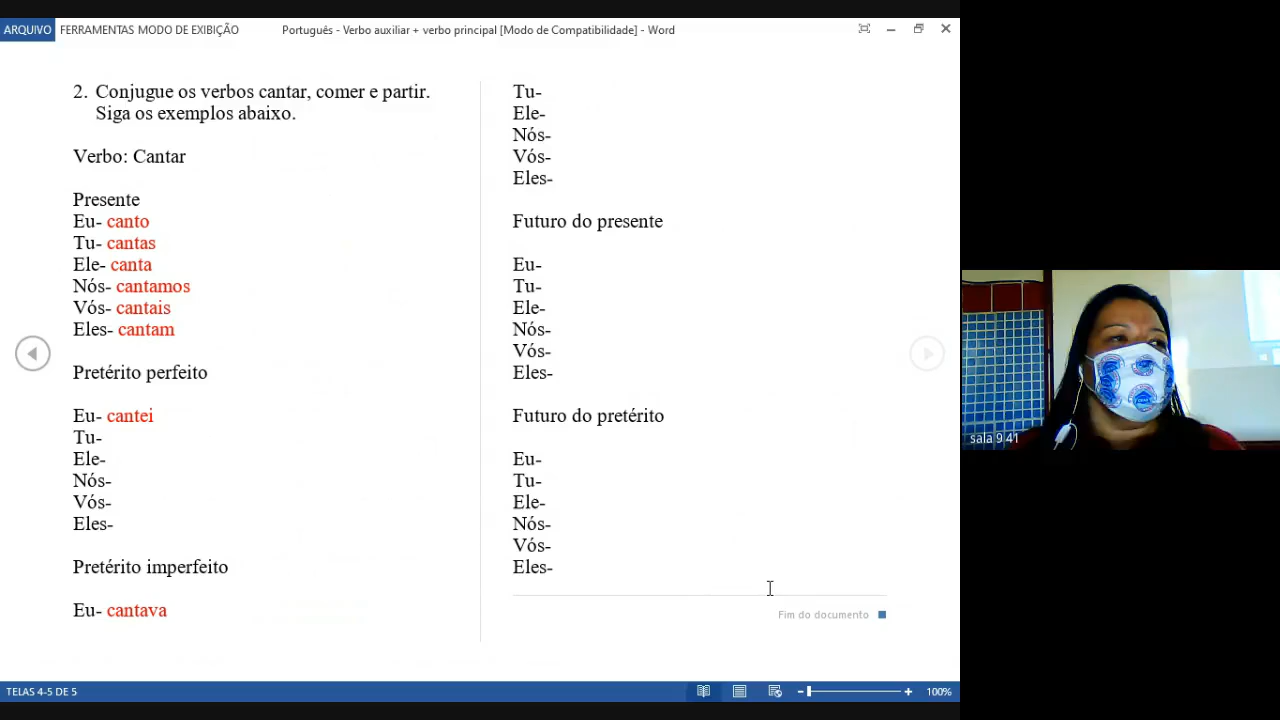 ARQUIVO FERRAMENTAS MODO DE EXIBIÇÃO Português - Verbo auxiliar + verbo principal [Modo de Compatibilidade] - Word
2. Conjugue os verbos cantar, comer e partir.
Siga os exemplos abaixo.
Verbo: Cantar
Presente
Eu- canto
Tu- cantas
Ele- canta
Nós- cantamos
Vós- cantais
Eles- cantam
Pretérito perfeito
Eu- cantei
Tu-
Ele-
Nós-
Vós-
Eles-
Pretérito imperfeito
Eu- cantava
Tu-
Ele-
Nós-
Vós-
Eles-
Futuro do presente
Eu-
Tu-
Ele-
Nós-
Vós-
Eles-
Futuro do pretérito
Eu-
Tu-
Ele-
Nós-
Vós-
Eles-
Fim do documento
sala 9 41
TELAS 4-5 DE 5
100%